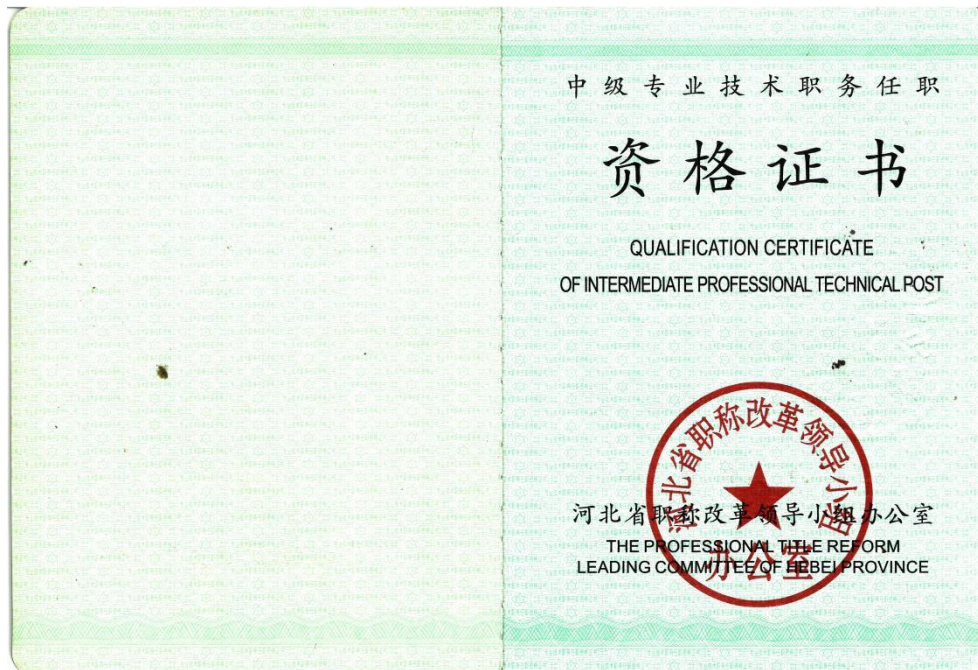 中级专业技术职务任职
资格证书
QUALIFICATION CERTIFICATE
OF INTERMEDIATE PROFESSIONAL TECHNICAL POST
河北省职称改革领导小组
办公室
河北省职称改革领导小组办公室
THE PROFESSIONAL TITLE REFORM
LEADING COMMITTEE OF HEBEI PROVINCE